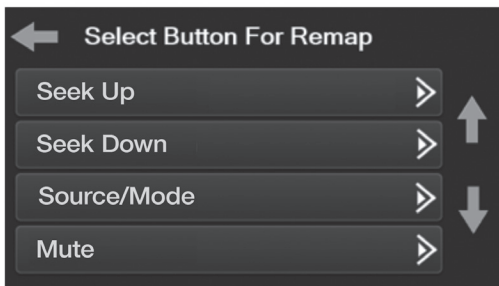 Select Button For Remap
Seek Up
Seek Down
Source/Mode
Mute